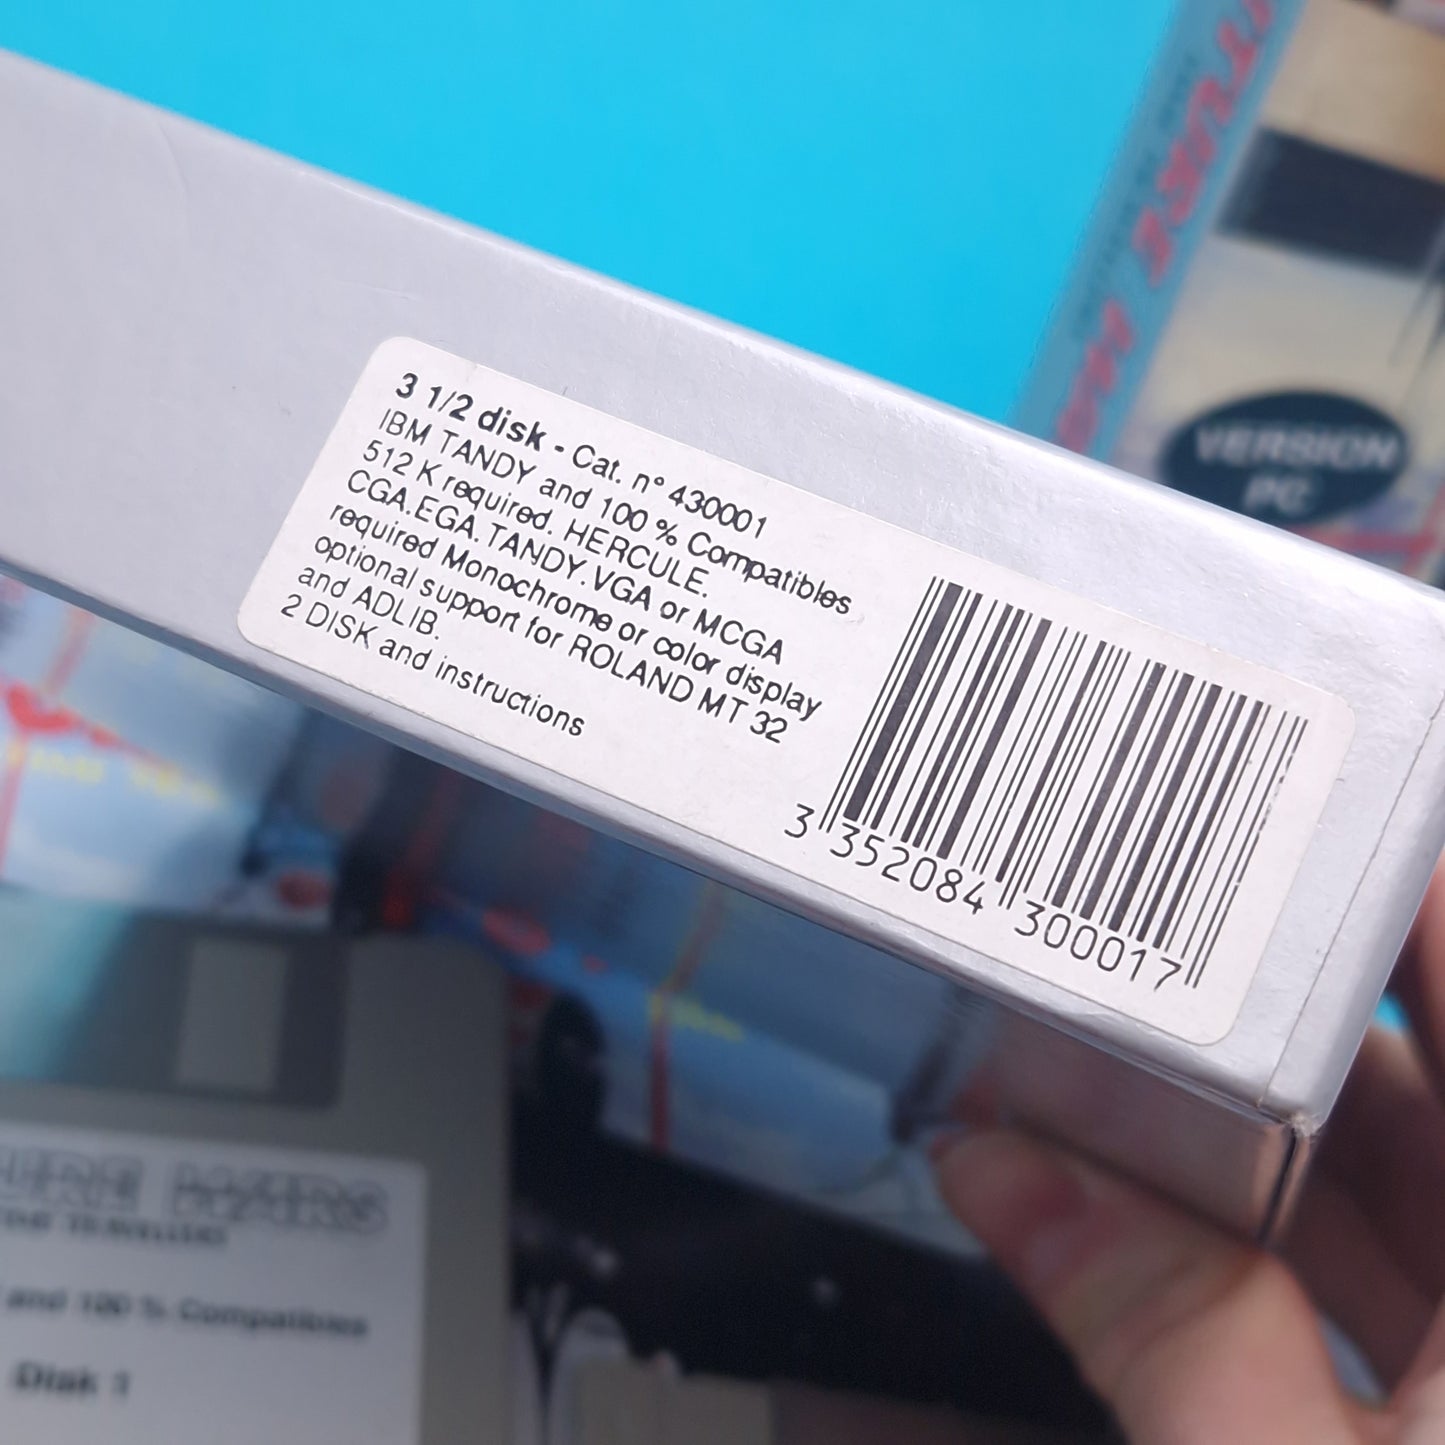 3 1/2 disk - Cat. n° 430001
IBM TANDY and 100 % Compatibles
512 K required. HERCULE.
CGA.EGA.TANDY.VGA or MCGA
required Monochrome or color display
optional support for ROLAND MT 32
and ADLIB.
2 DISK and instructions
3 352084 300017
VERSION
PC
and 100 % Compatibles
Disk 1